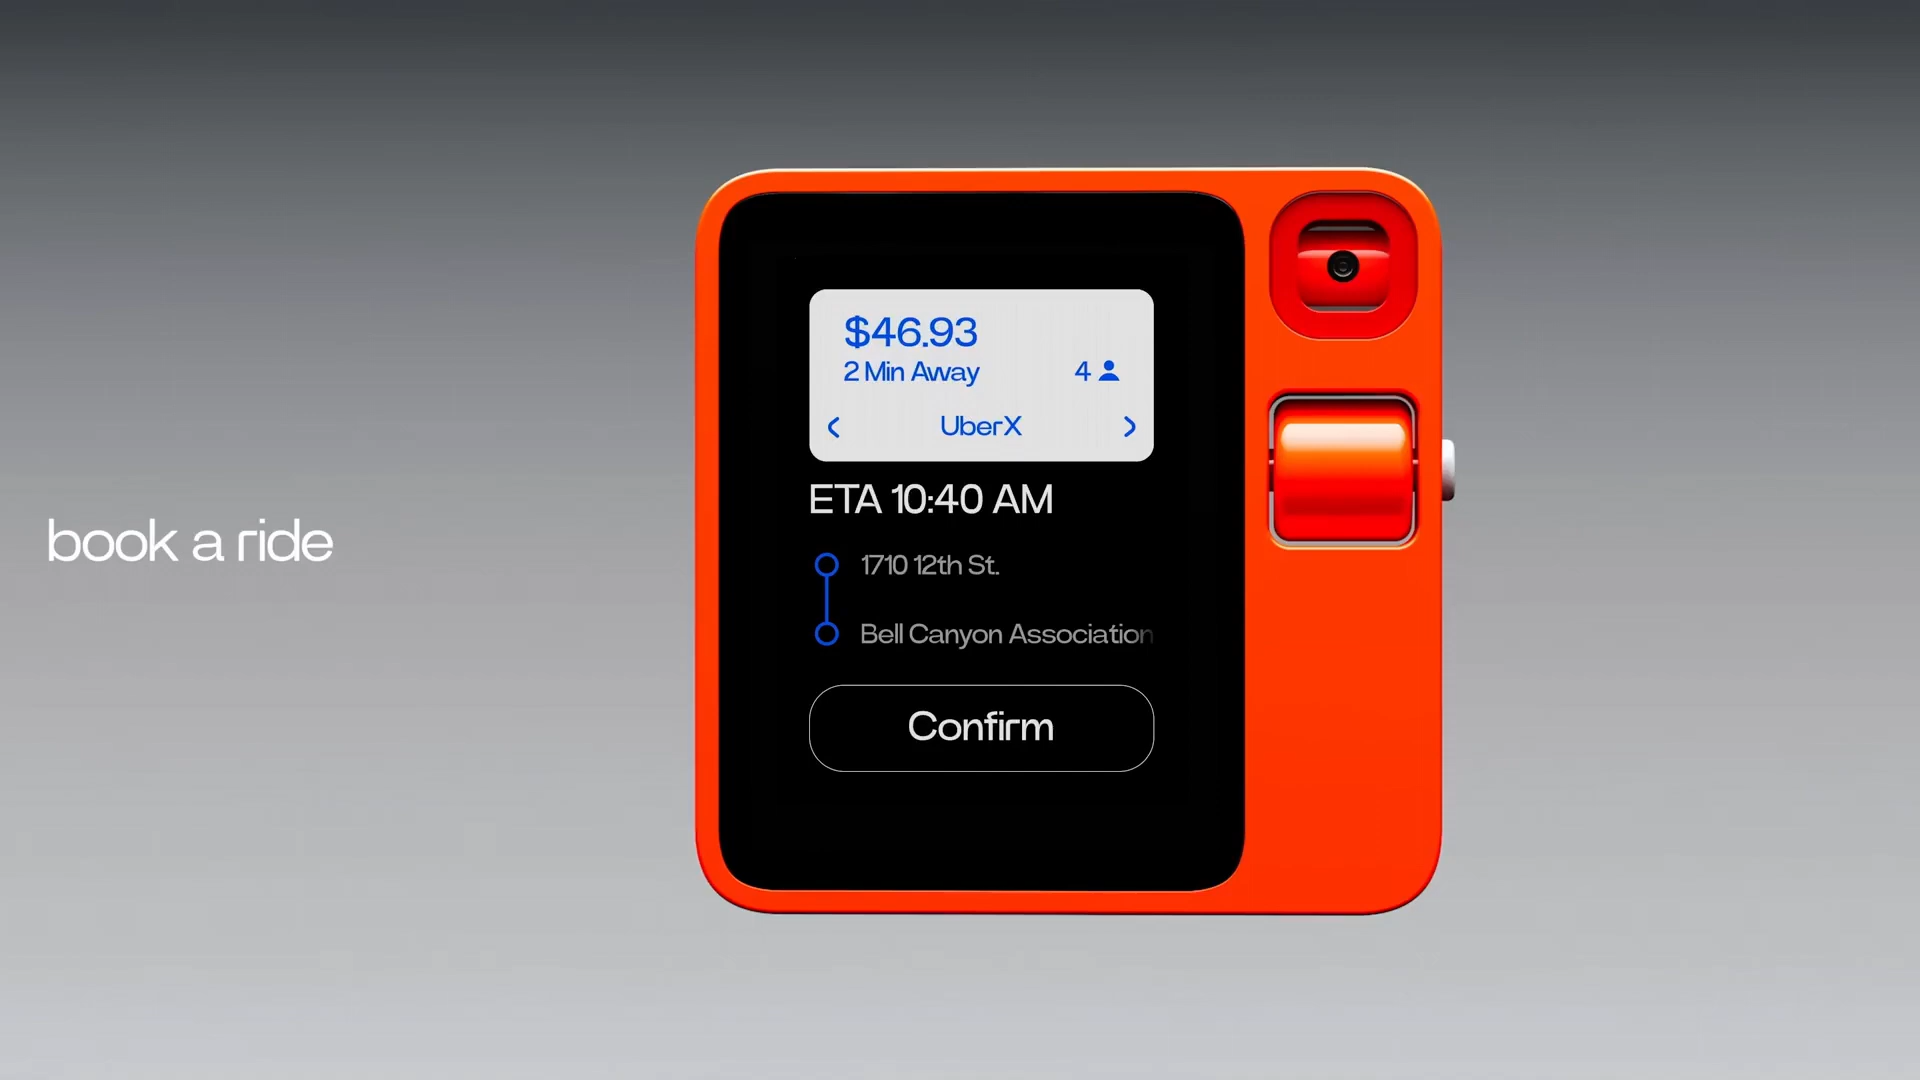 book a ride
$46.93
2 Min Away 4
UberX
ETA 10:40 AM
1710 12th St.
Bell Canyon Association
Confirm